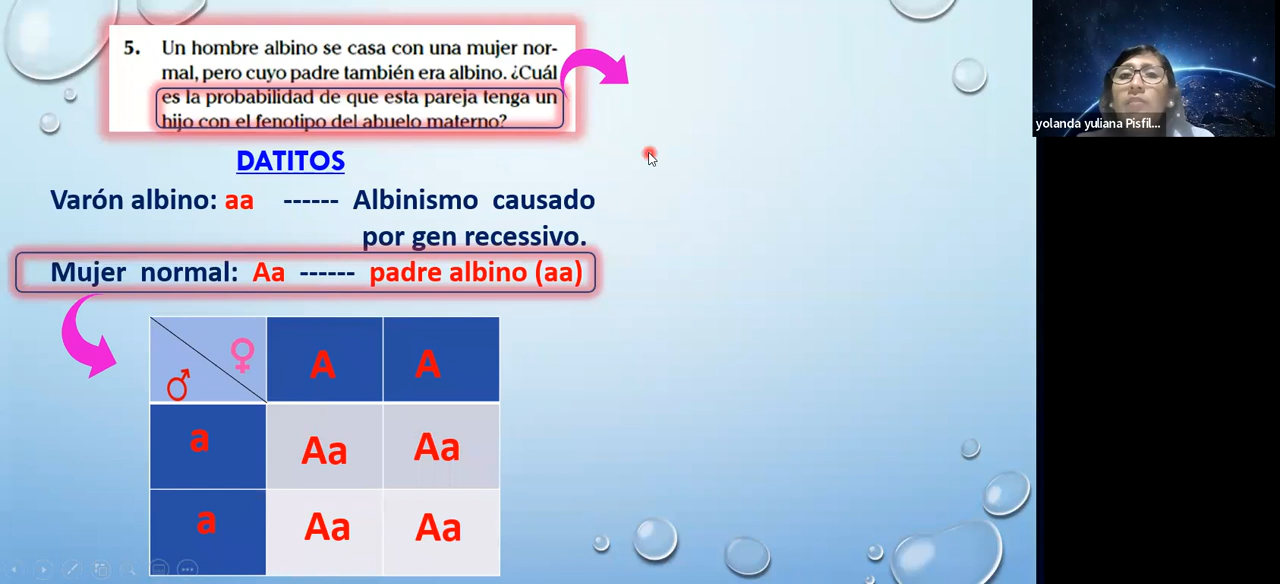 5. Un hombre albino se casa con una mujer nor-
mal, pero cuyo padre también era albino. ¿Cuál
es la probabilidad de que esta pareja tenga un
hijo con el fenotipo del abuelo materno?
DATITOS
Varón albino: aa ------ Albinismo causado
por gen recessivo.
Mujer normal: Aa ------ padre albino (aa)
♀ ♂ A A
a Aa Aa
a Aa Aa
yolanda yuliana Pisfil...